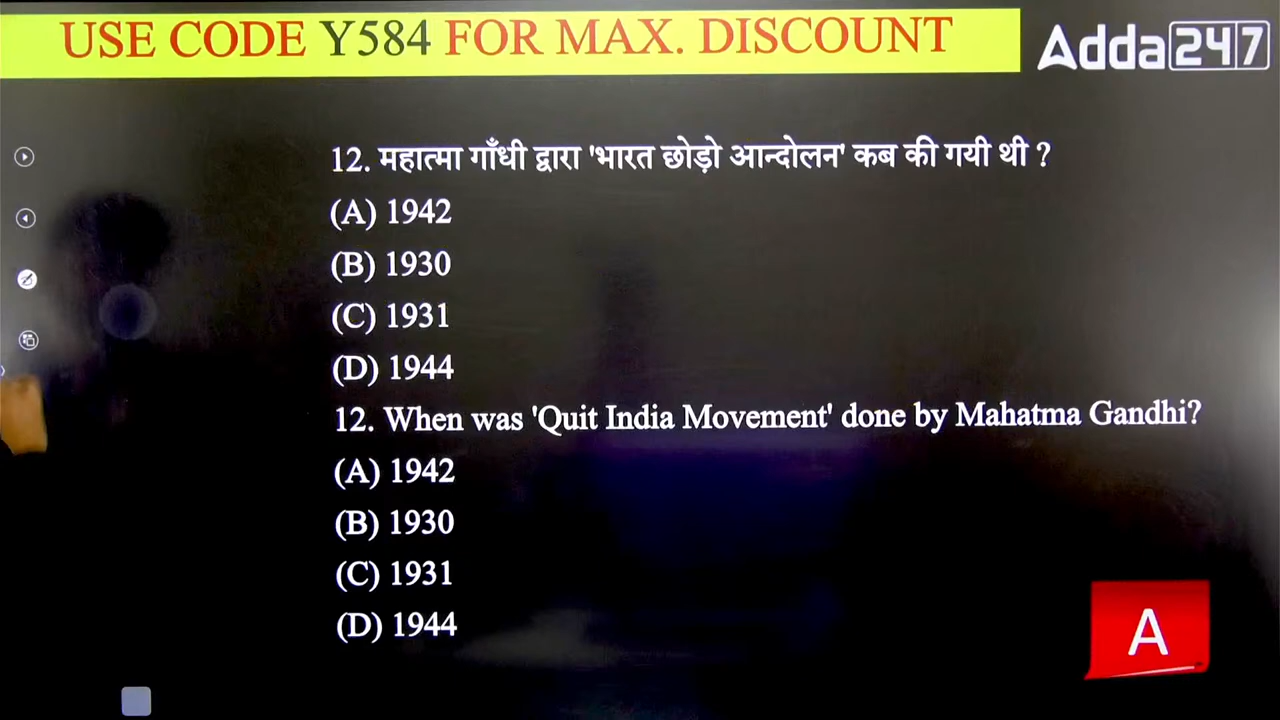 USE CODE Y584 FOR MAX. DISCOUNT
Adda247
12. महात्मा गाँधी द्वारा 'भारत छोड़ो आन्दोलन' कब की गयी थी ?
(A) 1942
(B) 1930
(C) 1931
(D) 1944
12. When was 'Quit India Movement' done by Mahatma Gandhi?
(A) 1942
(B) 1930
(C) 1931
(D) 1944
A